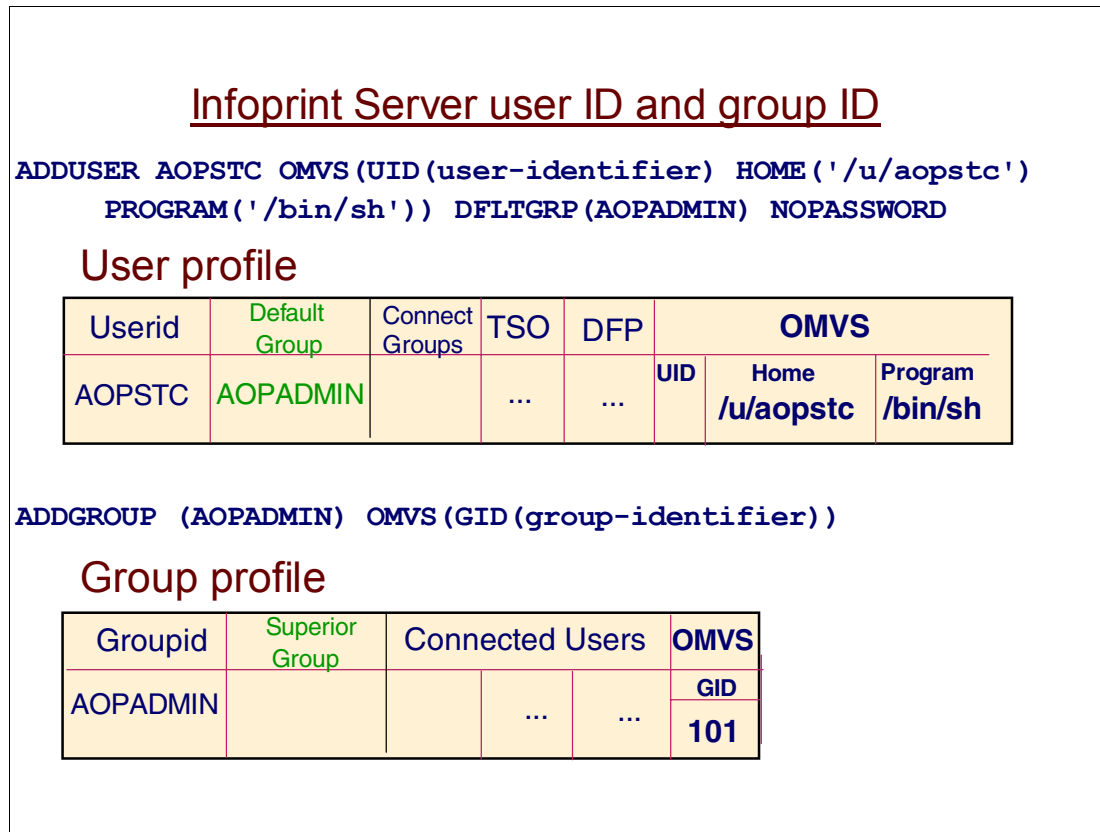 Infoprint Server user ID and group ID
ADDUSER AOPSTC OMVS(UID(user-identifier) HOME('/u/aopstc')
PROGRAM('/bin/sh')) DFLTGRP(AOPADMIN) NOPASSWORD
User profile
Userid Default Group Connect Groups TSO DFP OMVS
UID Home Program
AOPSTC AOPADMIN ... ... /u/aopstc /bin/sh
ADDGROUP (AOPADMIN) OMVS(GID(group-identifier))
Group profile
Groupid Superior Group Connected Users OMVS
GID
AOPADMIN ... ... 101